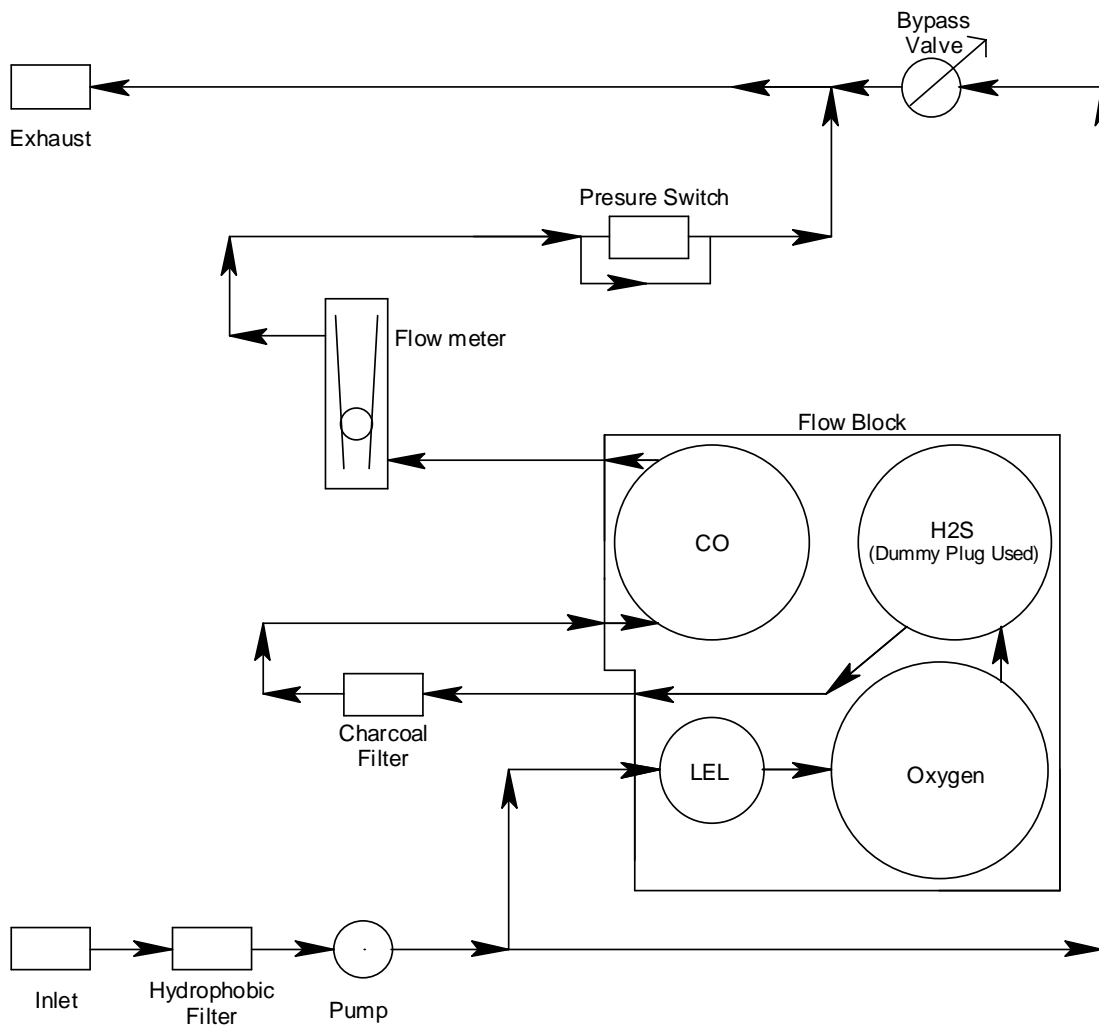 Bypass
Valve
Exhaust
Presure Switch
Flow meter
Flow Block
CO
H2S
(Dummy Plug Used)
Charcoal
Filter
LEL
Oxygen
Inlet
Hydrophobic
Filter
Pump